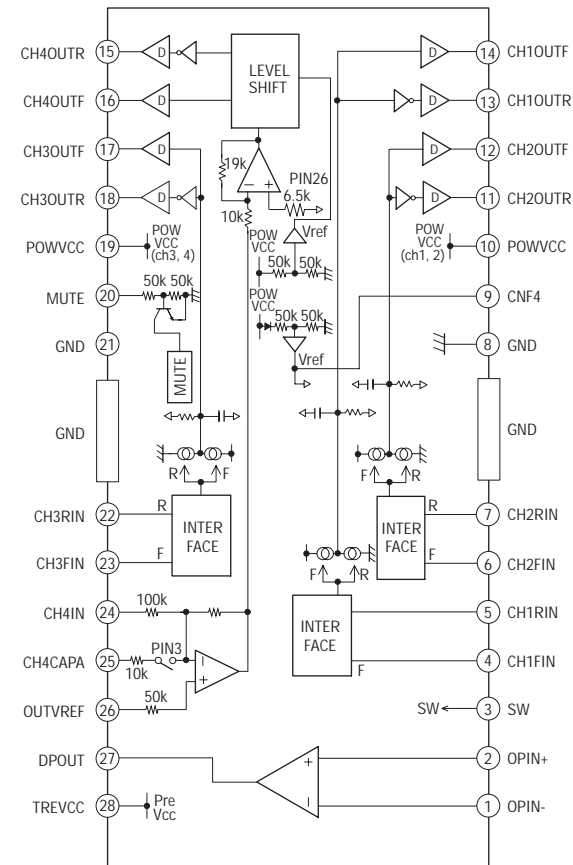 CH4OUTR 15 D D 14 CH1OUTF
LEVEL
SHIFT
CH4OUTF 16 D D 13 CH1OUTR
CH3OUTF 17 D D 12 CH2OUTF
19k
PIN26
CH3OUTR 18 D − + 6.5k D 11 CH2OUTR
10k
POWVCC 19 POW
VCC
(ch3, 4)
POW
VCC
Vref
POW
VCC
(ch1, 2)
10 POWVCC
50k 50k
MUTE 20 50k 50k
POW
VCC
50k 50k
9 CNF4
GND 21 MUTE Vref 8 GND
GND GND
R F F R
CH3RIN 22 R INTER
FACE
R 7 CH2RIN
CH3FIN 23 F INTER
FACE
F 6 CH2FIN
F R
CH4IN 24 100k 5 CH1RIN
INTER
FACE
CH4CAPA 25 PIN3 − F 4 CH1FIN
10k
OUTVREF 26 50k + SW 3 SW
DPOUT 27 + 2 OPIN+
TREVCC 28 Pre
Vcc
− 1 OPIN-